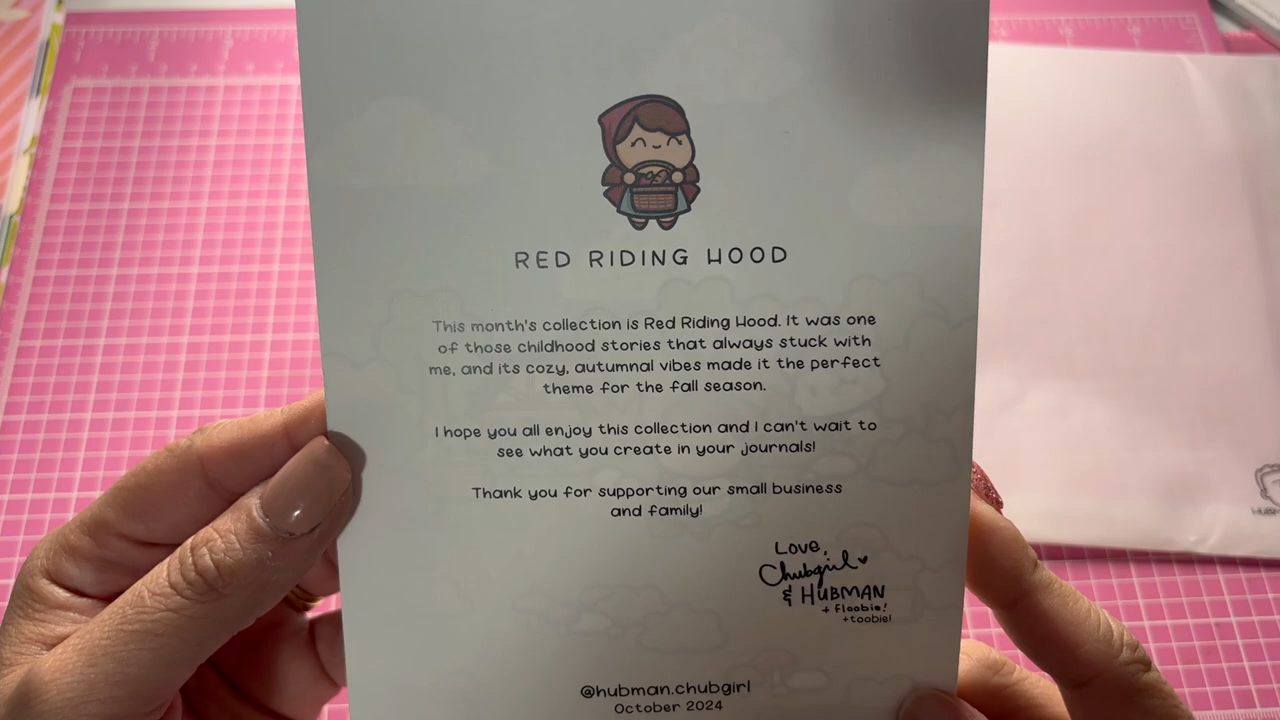 RED RIDING HOOD
This month's collection is Red Riding Hood. It was one
of those childhood stories that always stuck with
me, and its cozy, autumnal vibes made it the perfect
theme for the fall season.
I hope you all enjoy this collection and I can't wait to
see what you create in your journals!
Thank you for supporting our small business
and family!
Love,
Chubgirl
& HUBMAN
+ floobie!
+toobie!
@hubman.chubgirl
October 2024